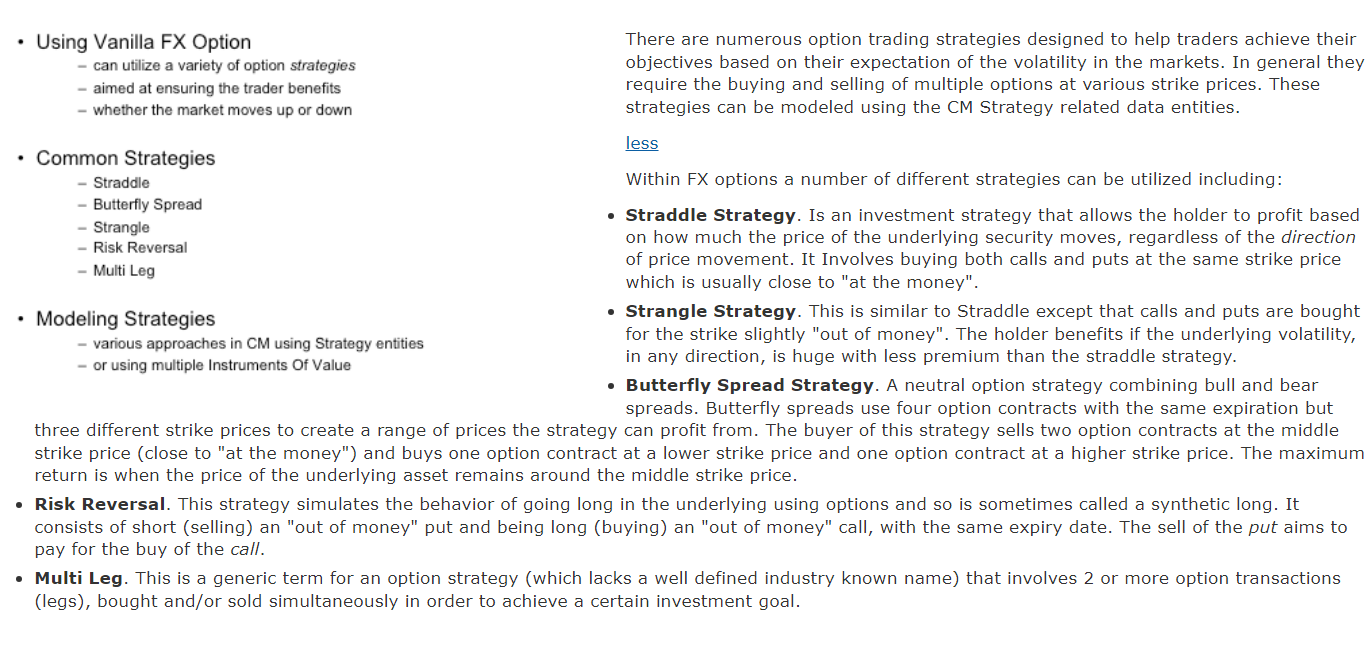 • Using Vanilla FX Option
– can utilize a variety of option strategies
– aimed at ensuring the trader benefits
– whether the market moves up or down
• Common Strategies
– Straddle
– Butterfly Spread
– Strangle
– Risk Reversal
– Multi Leg
• Modeling Strategies
– various approaches in CM using Strategy entities
– or using multiple Instruments Of Value
There are numerous option trading strategies designed to help traders achieve their
objectives based on their expectation of the volatility in the markets. In general they
require the buying and selling of multiple options at various strike prices. These
strategies can be modeled using the CM Strategy related data entities.
less
Within FX options a number of different strategies can be utilized including:
• Straddle Strategy. Is an investment strategy that allows the holder to profit based
on how much the price of the underlying security moves, regardless of the direction
of price movement. It Involves buying both calls and puts at the same strike price
which is usually close to "at the money".
• Strangle Strategy. This is similar to Straddle except that calls and puts are bought
for the strike slightly "out of money". The holder benefits if the underlying volatility,
in any direction, is huge with less premium than the straddle strategy.
• Butterfly Spread Strategy. A neutral option strategy combining bull and bear
spreads. Butterfly spreads use four option contracts with the same expiration but
three different strike prices to create a range of prices the strategy can profit from. The buyer of this strategy sells two option contracts at the middle
strike price (close to "at the money") and buys one option contract at a lower strike price and one option contract at a higher strike price. The maximum
return is when the price of the underlying asset remains around the middle strike price.
• Risk Reversal. This strategy simulates the behavior of going long in the underlying using options and so is sometimes called a synthetic long. It
consists of short (selling) an "out of money" put and being long (buying) an "out of money" call, with the same expiry date. The sell of the put aims to
pay for the buy of the call.
• Multi Leg. This is a generic term for an option strategy (which lacks a well defined industry known name) that involves 2 or more option transactions
(legs), bought and/or sold simultaneously in order to achieve a certain investment goal.